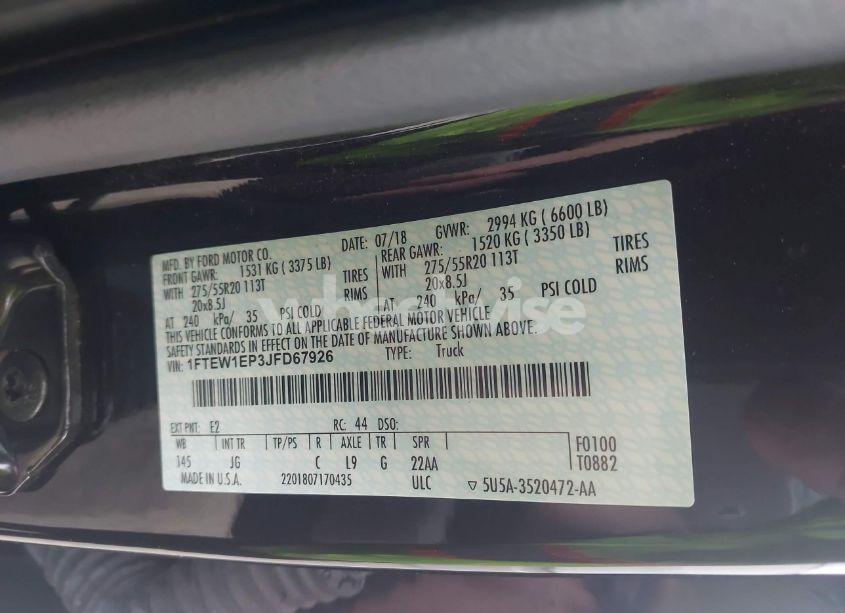 MFD. BY FORD MOTOR CO. DATE: 07/18 GVWR: 2994 KG ( 6600 LB)
FRONT GAWR: 1531 KG ( 3375 LB) REAR GAWR: 1520 KG ( 3350 LB)
WITH 275/55R20 113T TIRES WITH 275/55R20 113T TIRES
20x8.5J RIMS 20x8.5J RIMS
AT 240 kPa/ 35 PSI COLD AT 240 kPa/ 35 PSI COLD
THIS VEHICLE CONFORMS TO ALL APPLICABLE FEDERAL MOTOR VEHICLE
SAFETY STANDARDS IN EFFECT ON THE DATE OF MANUFACTURE SHOWN ABOVE.
VIN: 1FTEW1EP3JFD67926 TYPE: Truck
EXT PNT: E2 RC: 44 DSO:
WB INT TR TP/PS R AXLE TR SPR F0100
145 JG C L9 G 22AA T0882
MADE IN U.S.A. 2201807170435 ULC ▽ 5U5A-3520472-AA